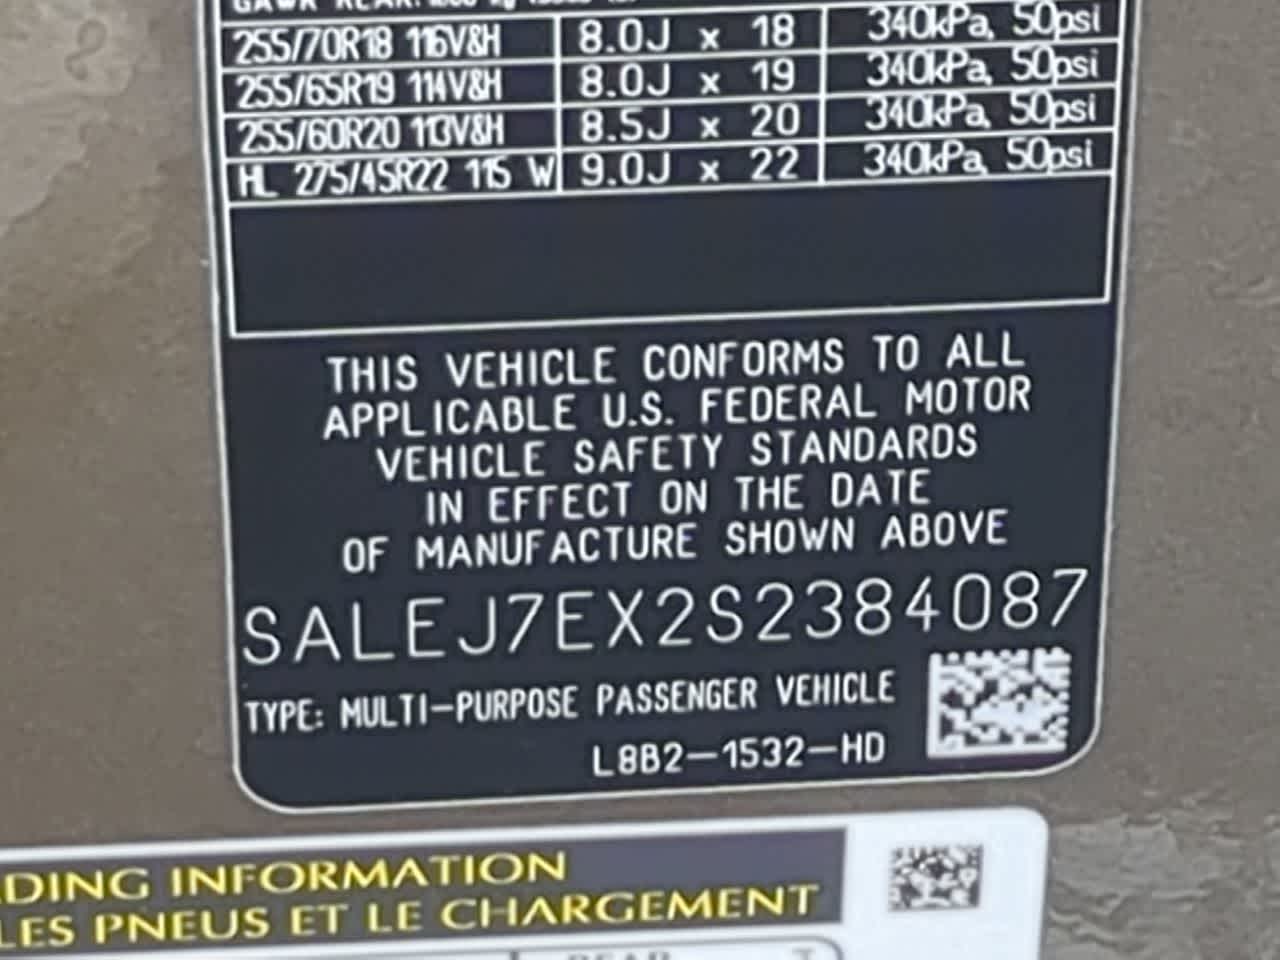 GAWR REAR:
255/70R18 116V&H 8.0J x 18 340kPa, 50psi
255/65R19 114V&H 8.0J x 19 340kPa, 50psi
255/60R20 113V&H 8.5J x 20 340kPa, 50psi
HL 275/45R22 115 W 9.0J x 22 340kPa, 50psi
THIS VEHICLE CONFORMS TO ALL
APPLICABLE U.S. FEDERAL MOTOR
VEHICLE SAFETY STANDARDS
IN EFFECT ON THE DATE
OF MANUFACTURE SHOWN ABOVE
SALEJ7EX2S2384087
TYPE: MULTI-PURPOSE PASSENGER VEHICLE
L8B2-1532-HD
DING INFORMATION
LES PNEUS ET LE CHARGEMENT
REAR